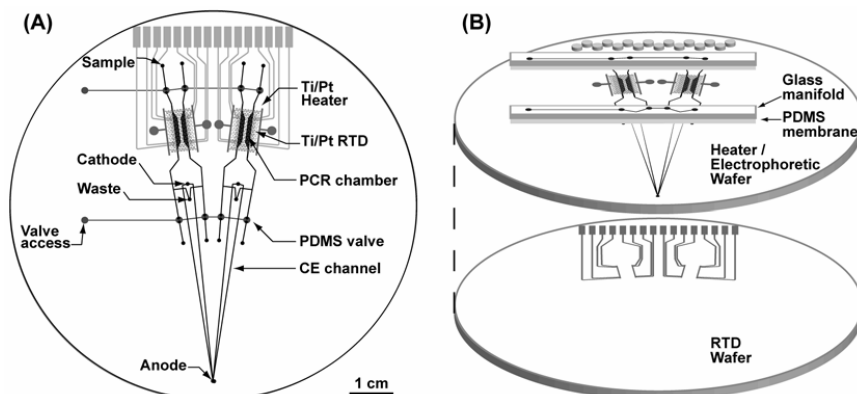 (A)
Sample
Ti/Pt
Heater
Ti/Pt RTD
Cathode
PCR chamber
Waste
Valve
access
PDMS valve
CE channel
Anode
1 cm
(B)
Glass
manifold
PDMS
membrane
Heater /
Electrophoretic
Wafer
RTD
Wafer